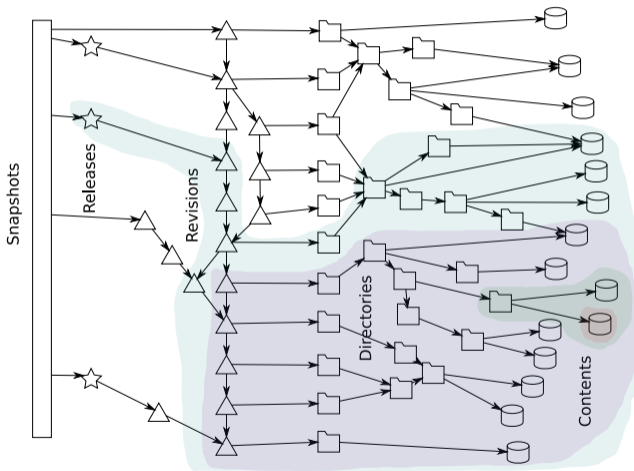 Snapshots
Releases
Revisions
Directories
Contents